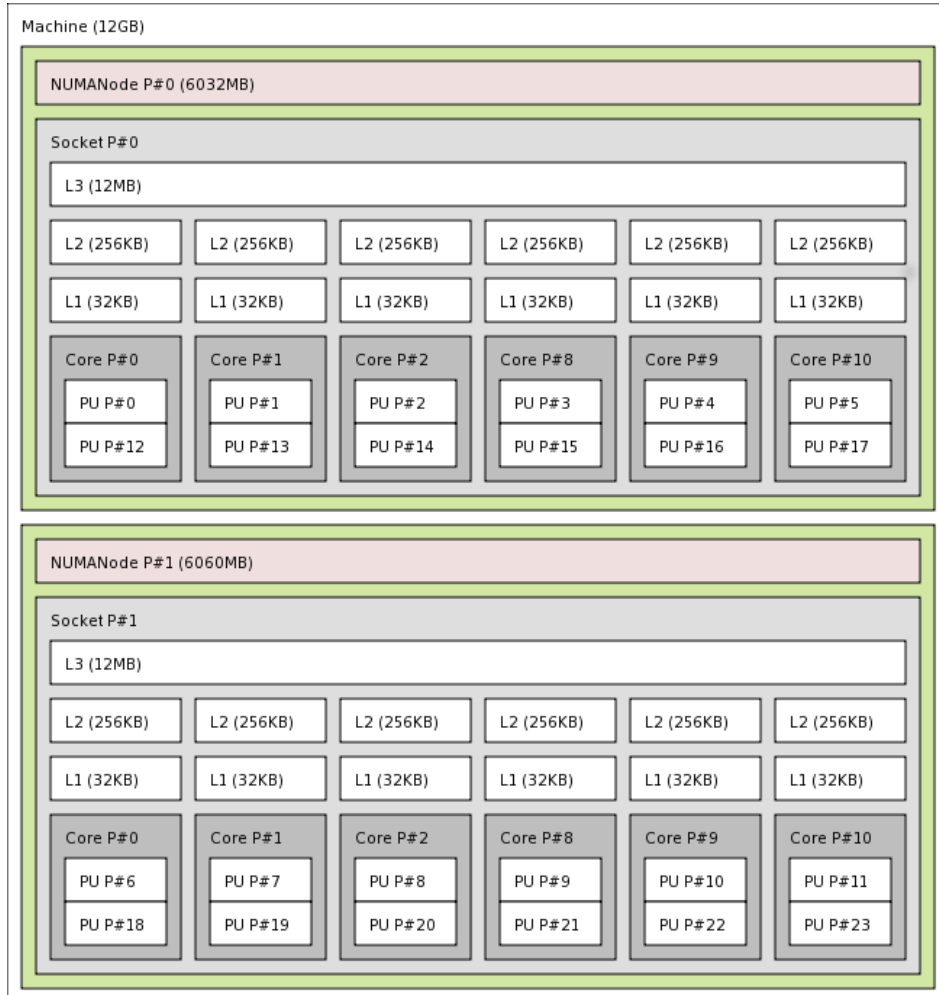 Machine (12GB)
NUMANode P#0 (6032MB)
Socket P#0
L3 (12MB)
L2 (256KB) L2 (256KB) L2 (256KB) L2 (256KB) L2 (256KB) L2 (256KB)
L1 (32KB) L1 (32KB) L1 (32KB) L1 (32KB) L1 (32KB) L1 (32KB)
Core P#0 Core P#1 Core P#2 Core P#8 Core P#9 Core P#10
PU P#0 PU P#1 PU P#2 PU P#3 PU P#4 PU P#5
PU P#12 PU P#13 PU P#14 PU P#15 PU P#16 PU P#17
NUMANode P#1 (6060MB)
Socket P#1
L3 (12MB)
L2 (256KB) L2 (256KB) L2 (256KB) L2 (256KB) L2 (256KB) L2 (256KB)
L1 (32KB) L1 (32KB) L1 (32KB) L1 (32KB) L1 (32KB) L1 (32KB)
Core P#0 Core P#1 Core P#2 Core P#8 Core P#9 Core P#10
PU P#6 PU P#7 PU P#8 PU P#9 PU P#10 PU P#11
PU P#18 PU P#19 PU P#20 PU P#21 PU P#22 PU P#23